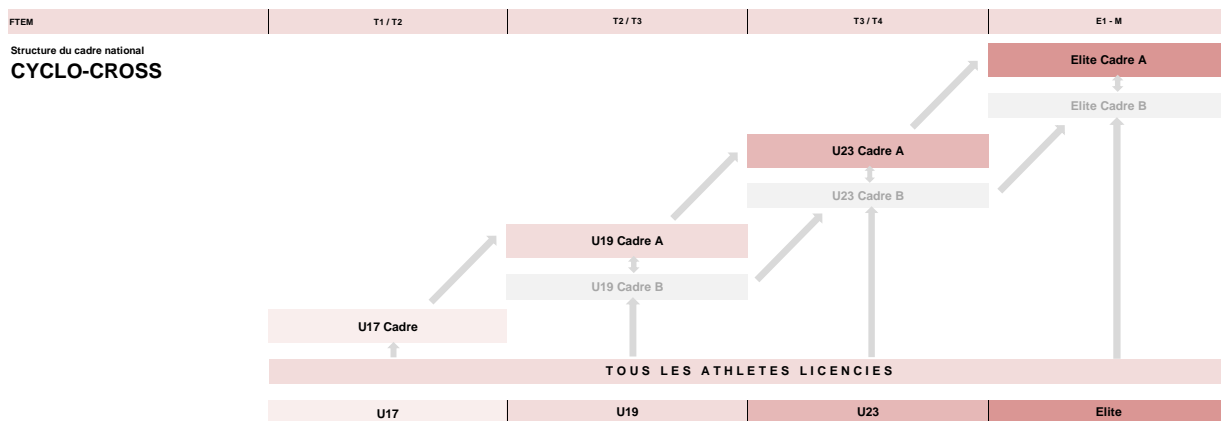 FTEM T1 / T2 T2 / T3 T3 / T4 E1 - M
Structure du cadre national
CYCLO-CROSS
Elite Cadre A
Elite Cadre B
U23 Cadre A
U23 Cadre B
U19 Cadre A
U19 Cadre B
U17 Cadre
TOUS LES ATHLETES LICENCIES
U17 U19 U23 Elite